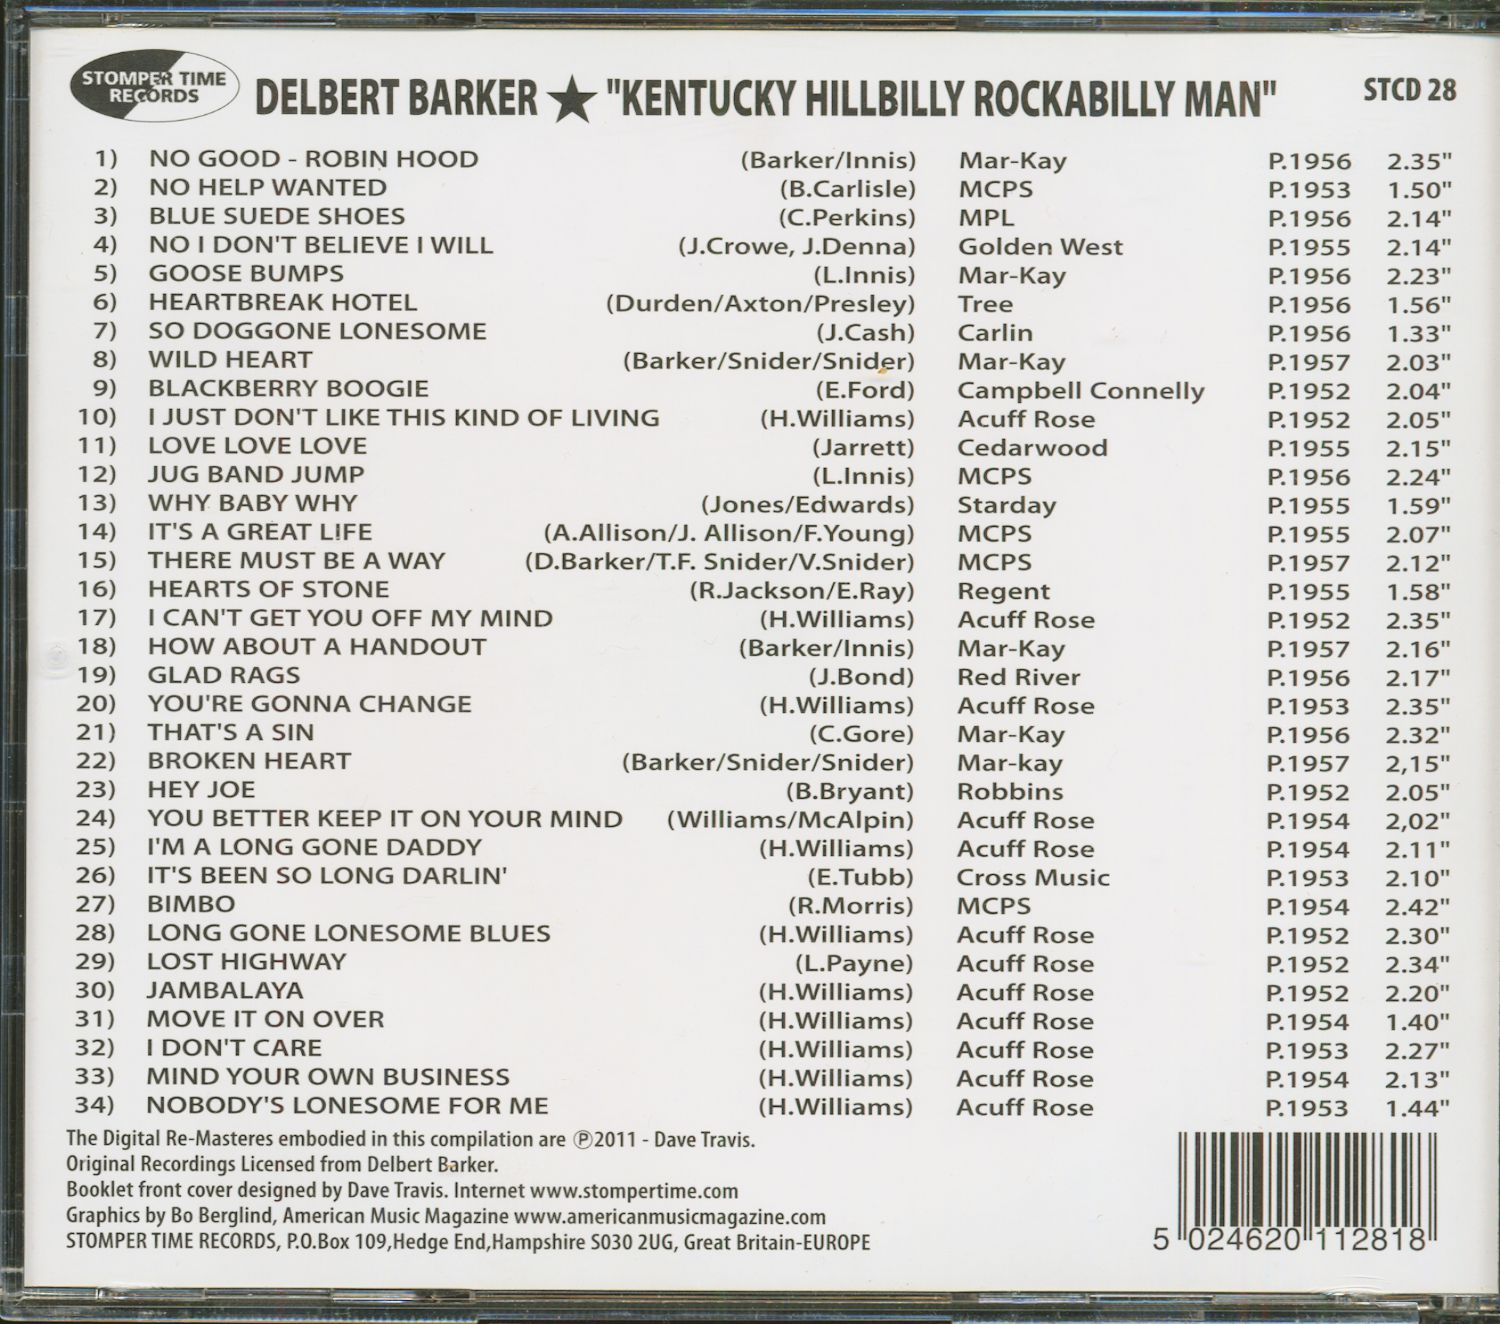 STOMPER TIME
RECORDS
DELBERT BARKER ★ "KENTUCKY HILLBILLY ROCKABILLY MAN" STCD 28
1) NO GOOD - ROBIN HOOD (Barker/Innis) Mar-Kay P.1956 2.35"
2) NO HELP WANTED (B.Carlisle) MCPS P.1953 1.50"
3) BLUE SUEDE SHOES (C.Perkins) MPL P.1956 2.14"
4) NO I DON'T BELIEVE I WILL (J.Crowe, J.Denna) Golden West P.1955 2.14"
5) GOOSE BUMPS (L.Innis) Mar-Kay P.1956 2.23"
6) HEARTBREAK HOTEL (Durden/Axton/Presley) Tree P.1956 1.56"
7) SO DOGGONE LONESOME (J.Cash) Carlin P.1956 1.33"
8) WILD HEART (Barker/Snider/Snider) Mar-Kay P.1957 2.03"
9) BLACKBERRY BOOGIE (E.Ford) Campbell Connelly P.1952 2.04"
10) I JUST DON'T LIKE THIS KIND OF LIVING (H.Williams) Acuff Rose P.1952 2.05"
11) LOVE LOVE LOVE (Jarrett) Cedarwood P.1955 2.15"
12) JUG BAND JUMP (L.Innis) MCPS P.1956 2.24"
13) WHY BABY WHY (Jones/Edwards) Starday P.1955 1.59"
14) IT'S A GREAT LIFE (A.Allison/J. Allison/F.Young) MCPS P.1955 2.07"
15) THERE MUST BE A WAY (D.Barker/T.F. Snider/V.Snider) MCPS P.1957 2.12"
16) HEARTS OF STONE (R.Jackson/E.Ray) Regent P.1955 1.58"
17) I CAN'T GET YOU OFF MY MIND (H.Williams) Acuff Rose P.1952 2.35"
18) HOW ABOUT A HANDOUT (Barker/Innis) Mar-Kay P.1957 2.16"
19) GLAD RAGS (J.Bond) Red River P.1956 2.17"
20) YOU'RE GONNA CHANGE (H.Williams) Acuff Rose P.1953 2.35"
21) THAT'S A SIN (C.Gore) Mar-Kay P.1956 2.32"
22) BROKEN HEART (Barker/Snider/Snider) Mar-kay P.1957 2,15"
23) HEY JOE (B.Bryant) Robbins P.1952 2.05"
24) YOU BETTER KEEP IT ON YOUR MIND (Williams/McAlpin) Acuff Rose P.1954 2,02"
25) I'M A LONG GONE DADDY (H.Williams) Acuff Rose P.1954 2.11"
26) IT'S BEEN SO LONG DARLIN' (E.Tubb) Cross Music P.1953 2.10"
27) BIMBO (R.Morris) MCPS P.1954 2.42"
28) LONG GONE LONESOME BLUES (H.Williams) Acuff Rose P.1952 2.30"
29) LOST HIGHWAY (L.Payne) Acuff Rose P.1952 2.34"
30) JAMBALAYA (H.Williams) Acuff Rose P.1952 2.20"
31) MOVE IT ON OVER (H.Williams) Acuff Rose P.1954 1.40"
32) I DON'T CARE (H.Williams) Acuff Rose P.1953 2.27"
33) MIND YOUR OWN BUSINESS (H.Williams) Acuff Rose P.1954 2.13"
34) NOBODY'S LONESOME FOR ME (H.Williams) Acuff Rose P.1953 1.44"
The Digital Re-Masteres embodied in this compilation are ℗2011 - Dave Travis.
Original Recordings Licensed from Delbert Barker.
Booklet front cover designed by Dave Travis. Internet www.stompertime.com
Graphics by Bo Berglind, American Music Magazine www.americanmusicmagazine.com
STOMPER TIME RECORDS, P.O.Box 109,Hedge End,Hampshire S030 2UG, Great Britain-EUROPE
5 024620 112818